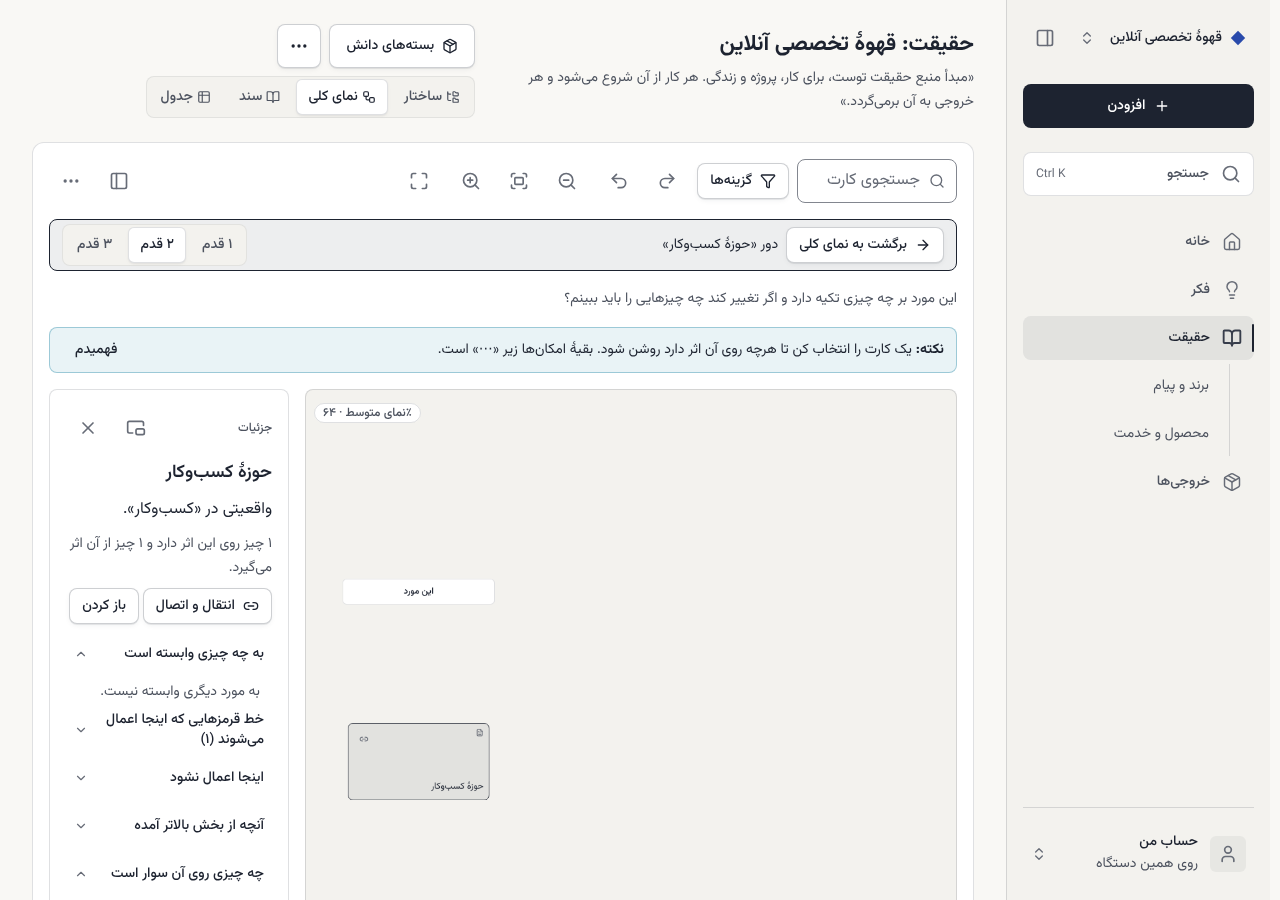 قهوهٔ تخصصی آنلاین
افزودن
جستجو
Ctrl K
خانه
فکر
حقیقت
برند و پیام
محصول و خدمت
خروجی‌ها
حساب من
روی همین دستگاه
حقیقت: قهوهٔ تخصصی آنلاین
«مبدأ منبع حقیقت توست، برای کار، پروژه و زندگی. هر کار از آن شروع می‌شود و هر
خروجی به آن برمی‌گردد.»
بسته‌های دانش
ساختار
نمای کلی
سند
جدول
جستجوی کارت
گزینه‌ها
برگشت به نمای کلی
دور «حوزهٔ کسب‌وکار»
۱ قدم
۲ قدم
۳ قدم
این مورد بر چه چیزی تکیه دارد و اگر تغییر کند چه چیزهایی را باید ببینم؟
نکته: یک کارت را انتخاب کن تا هرچه روی آن اثر دارد روشن شود. بقیهٔ امکان‌ها زیر «···» است.
فهمیدم
نمای متوسط · ۶۴٪
این مورد
حوزهٔ کسب‌وکار
جزئیات
حوزهٔ کسب‌وکار
واقعیتی در «کسب‌وکار».
۱ چیز روی این اثر دارد و ۱ چیز از آن اثر
می‌گیرد.
انتقال و اتصال
باز کردن
به چه چیزی وابسته است
به مورد دیگری وابسته نیست.
خط قرمزهایی که اینجا اعمال
می‌شوند (۱)
اینجا اعمال نشود
آنچه از بخش بالاتر آمده
چه چیزی روی آن سوار است